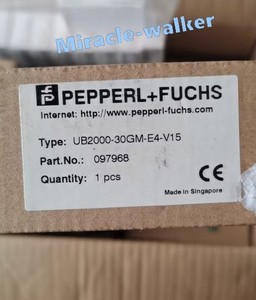 Miracle-walker
PEPPERL+FUCHS
Internet: http://www.pepperl-fuchs.com
Type: UB2000-30GM-E4-V15
Part.No.: 097968
Quantity: 1 pcs
CE
Made in Singapore